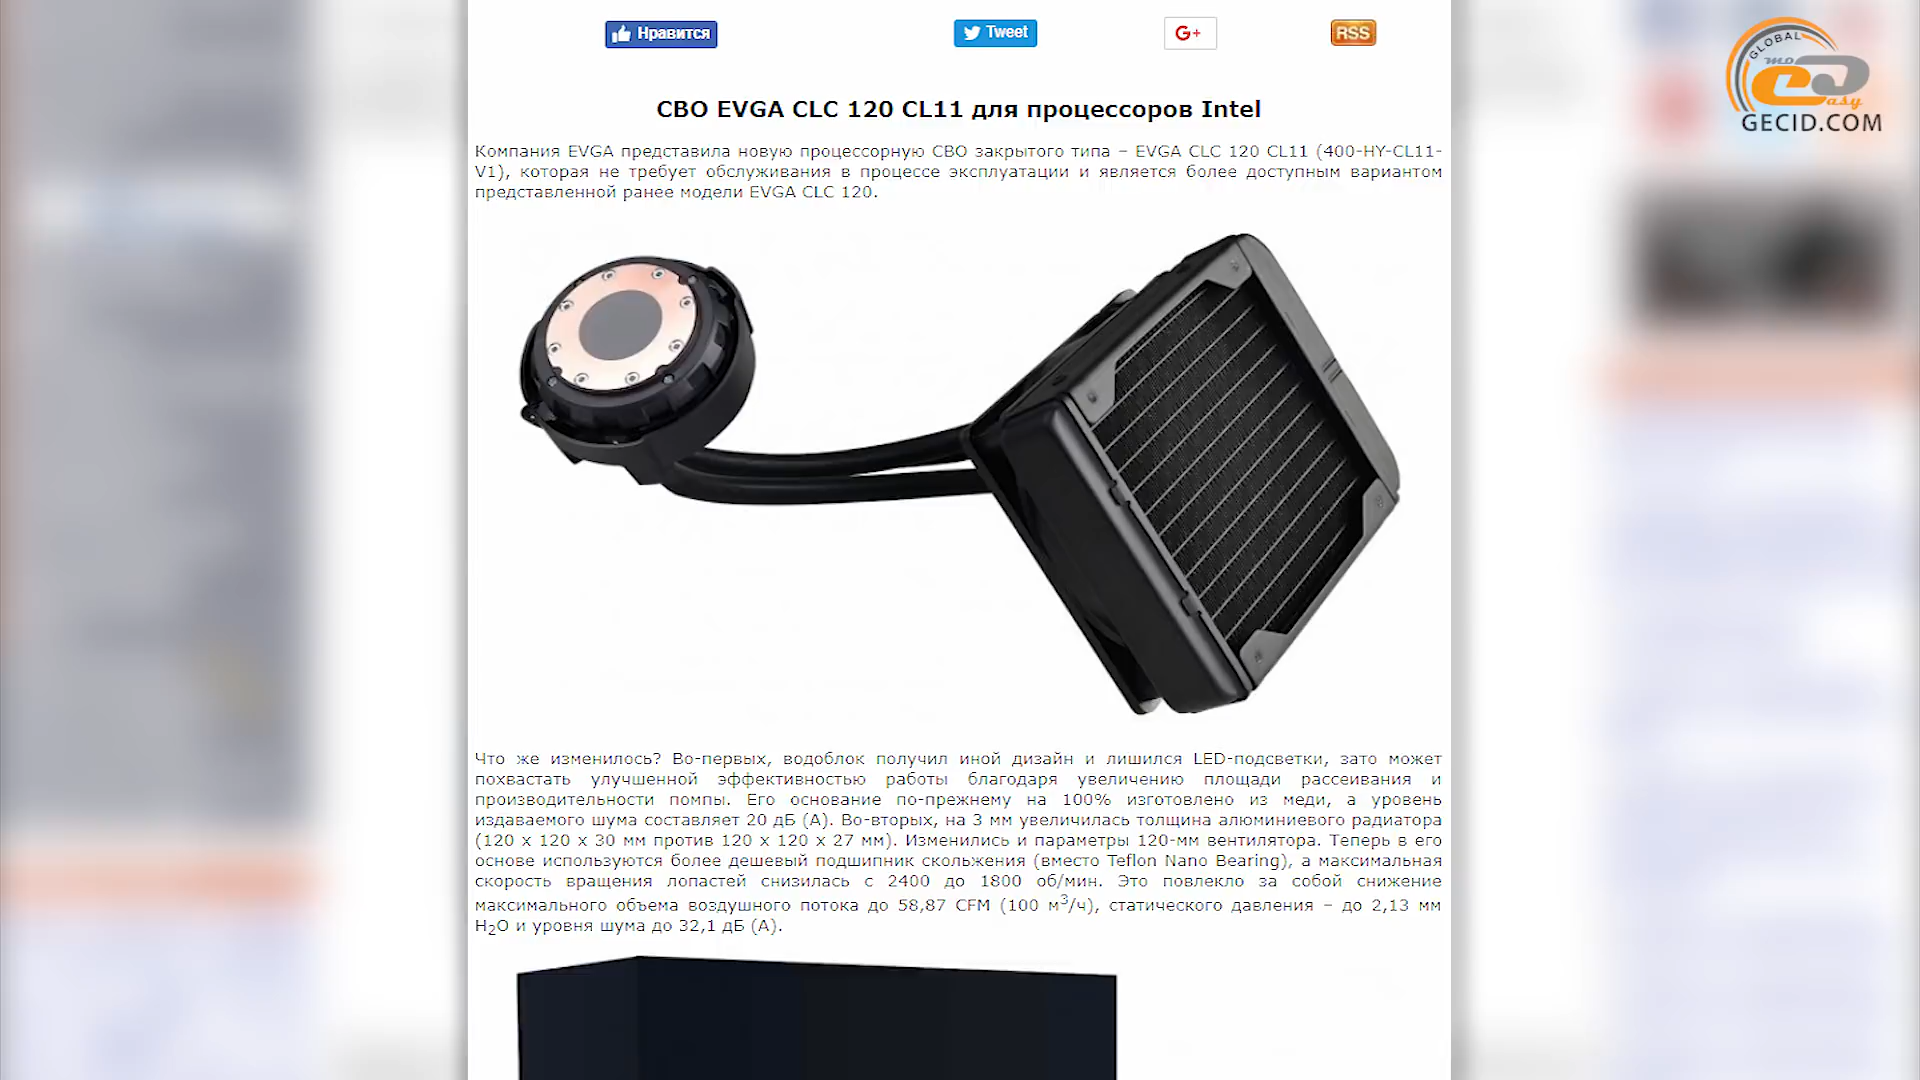 Нравится
Tweet
G+
RSS
GLOBAL
easy
GECID.COM
СВО EVGA CLC 120 CL11 для процессоров Intel
Компания EVGA представила новую процессорную СВО закрытого типа – EVGA CLC 120 CL11 (400-HY-CL11-
V1), которая не требует обслуживания в процессе эксплуатации и является более доступным вариантом
представленной ранее модели EVGA CLC 120.
Что же изменилось? Во-первых, водоблок получил иной дизайн и лишился LED-подсветки, зато может
похвастать улучшенной эффективностью работы благодаря увеличению площади рассеивания и
производительности помпы. Его основание по-прежнему на 100% изготовлено из меди, а уровень
издаваемого шума составляет 20 дБ (А). Во-вторых, на 3 мм увеличилась толщина алюминиевого радиатора
(120 x 120 x 30 мм против 120 x 120 x 27 мм). Изменились и параметры 120-мм вентилятора. Теперь в его
основе используются более дешевый подшипник скольжения (вместо Teflon Nano Bearing), а максимальная
скорость вращения лопастей снизилась с 2400 до 1800 об/мин. Это повлекло за собой снижение
максимального объема воздушного потока до 58,87 CFM (100 м³/ч), статического давления – до 2,13 мм
H₂O и уровня шума до 32,1 дБ (А).